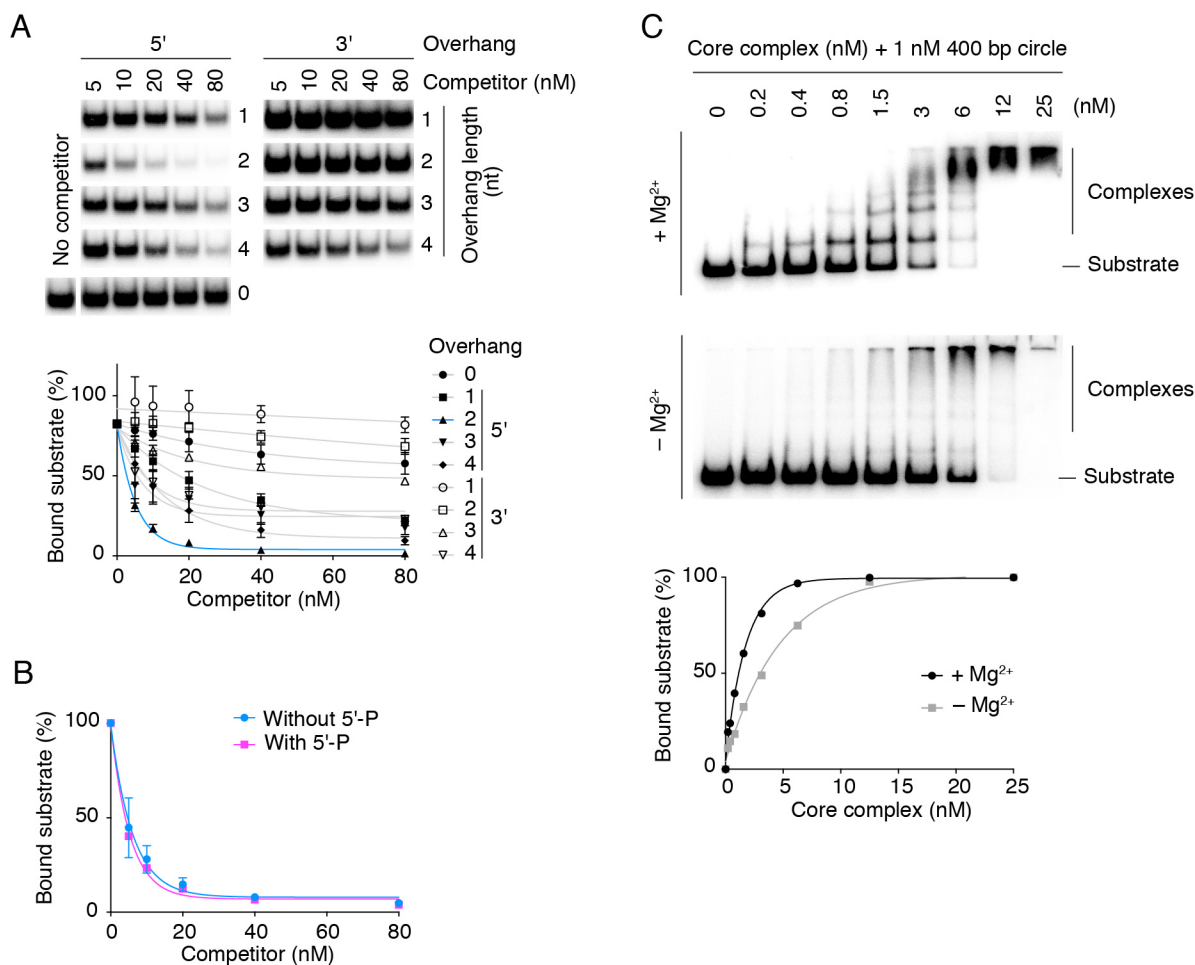 A
5' 3' Overhang
5 10 20 40 80 5 10 20 40 80 Competitor (nM)
No competitor
1 1
2 2
3 3
4 4
0
Overhang length (nt)
Overhang
0
1
2
3
4
5'
1
2
3
4
3'
Bound substrate (%)
100
50
0
0 20 40 60 80
Competitor (nM)
B
Without 5'-P
With 5'-P
Bound substrate (%)
100
50
0
0 20 40 60 80
Competitor (nM)
C
Core complex (nM) + 1 nM 400 bp circle
0 0.2 0.4 0.8 1.5 3 6 12 25 (nM)
+ Mg2+
Complexes
Substrate
– Mg2+
Complexes
Substrate
Bound substrate (%)
100
50
0
+ Mg2+
– Mg2+
0 5 10 15 20 25
Core complex (nM)